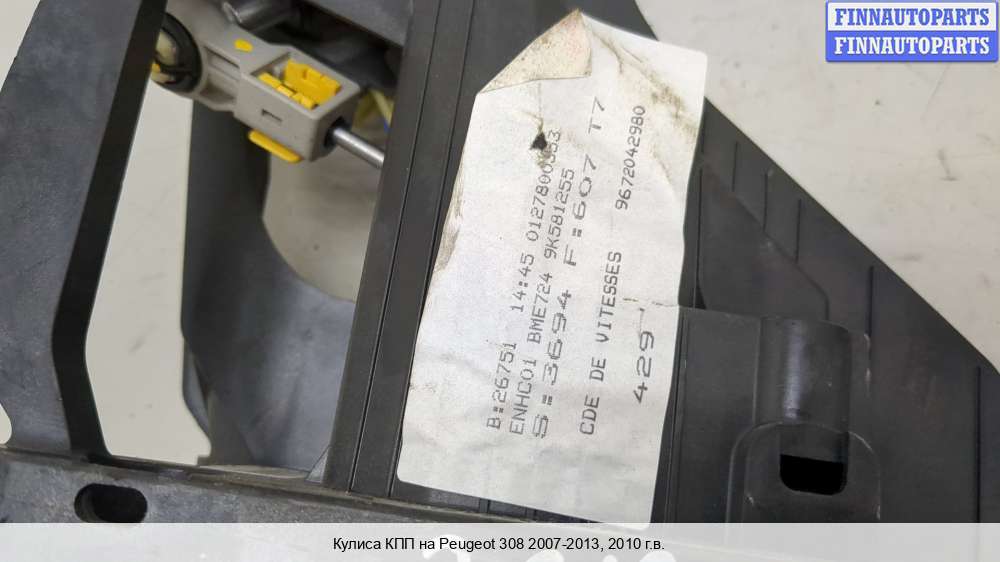 FINNAUTOPARTS
FINNAUTOPARTS
B:26751 14:45 0127800333
ENHC01 BME724 9K581255
S:3694 F:607 T7
CDE DE VITESSES 9672042980
429
Кулиса КПП на Peugeot 308 2007-2013, 2010 г.в.